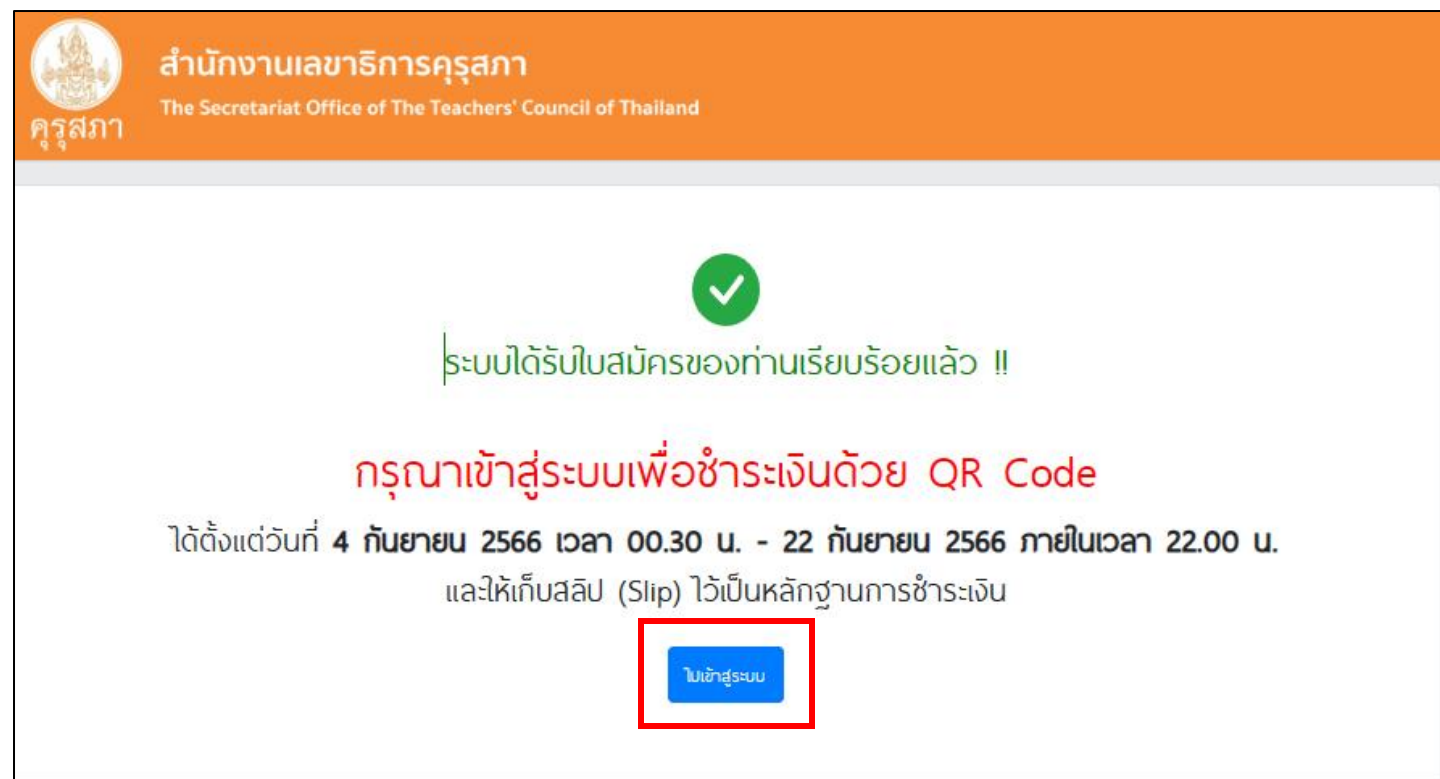 สำนักงานเลขาธิการคุรุสภา
The Secretariat Office of The Teachers' Council of Thailand
คุรุสภา
ระบบได้รับใบสมัครของท่านเรียบร้อยแล้ว !!
กรุณาเข้าสู่ระบบเพื่อชำระเงินด้วย QR Code
ได้ตั้งแต่วันที่ 4 กันยายน 2566 เวลา 00.30 น. - 22 กันยายน 2566 ภายในเวลา 22.00 น.
และให้เก็บสลิป (Slip) ไว้เป็นหลักฐานการชำระเงิน
ไปเข้าสู่ระบบ